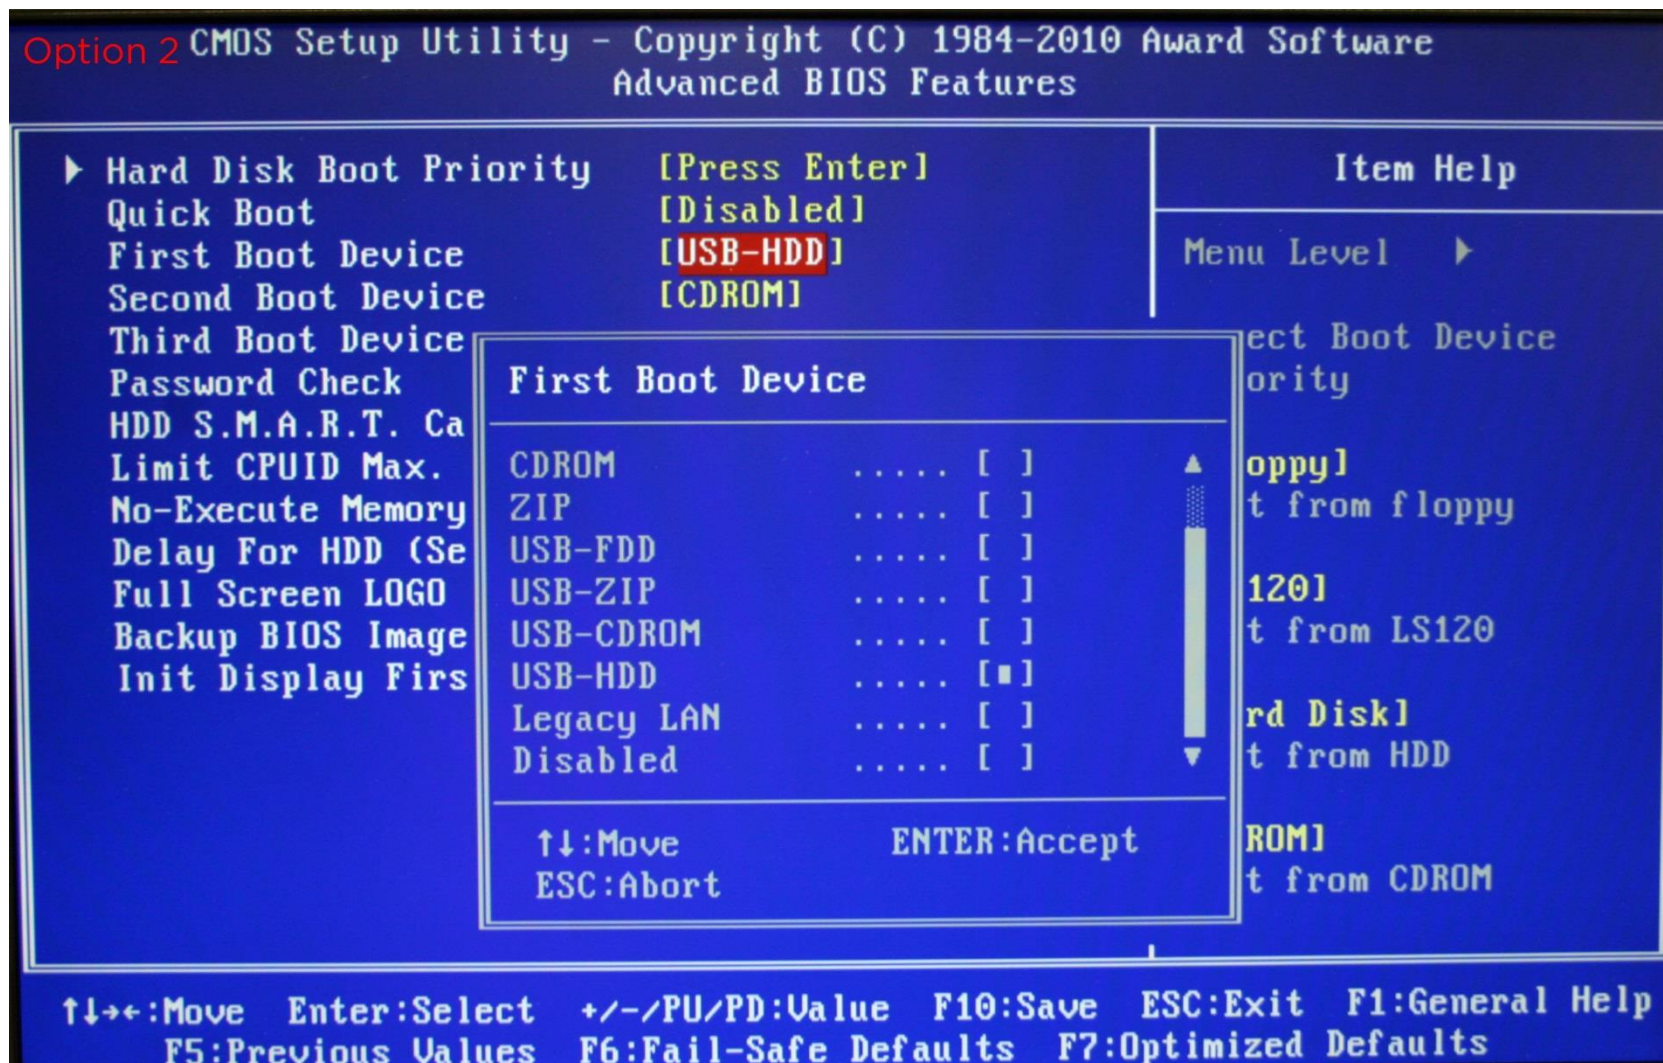 Option 2 CMOS Setup Utility - Copyright (C) 1984-2010 Award Software
Advanced BIOS Features
Hard Disk Boot Priority [Press Enter]
Quick Boot [Disabled]
First Boot Device [USB-HDD]
Second Boot Device [CDROM]
Third Boot Device
Password Check
HDD S.M.A.R.T. Ca
Limit CPUID Max.
No-Execute Memory
Delay For HDD (Se
Full Screen LOGO
Backup BIOS Image
Init Display Firs
First Boot Device
CDROM ..... [ ]
ZIP ..... [ ]
USB-FDD ..... [ ]
USB-ZIP ..... [ ]
USB-CDROM ..... [ ]
USB-HDD ..... [■]
Legacy LAN ..... [ ]
Disabled ..... [ ]
↑↓:Move ENTER:Accept
ESC:Abort
Item Help
Menu Level
ect Boot Device
ority
oppy]
t from floppy
120]
t from LS120
rd Disk]
t from HDD
ROM]
t from CDROM
↑↓→←:Move Enter:Select +/-/PU/PD:Value F10:Save ESC:Exit F1:General Help
F5:Previous Values F6:Fail-Safe Defaults F7:Optimized Defaults